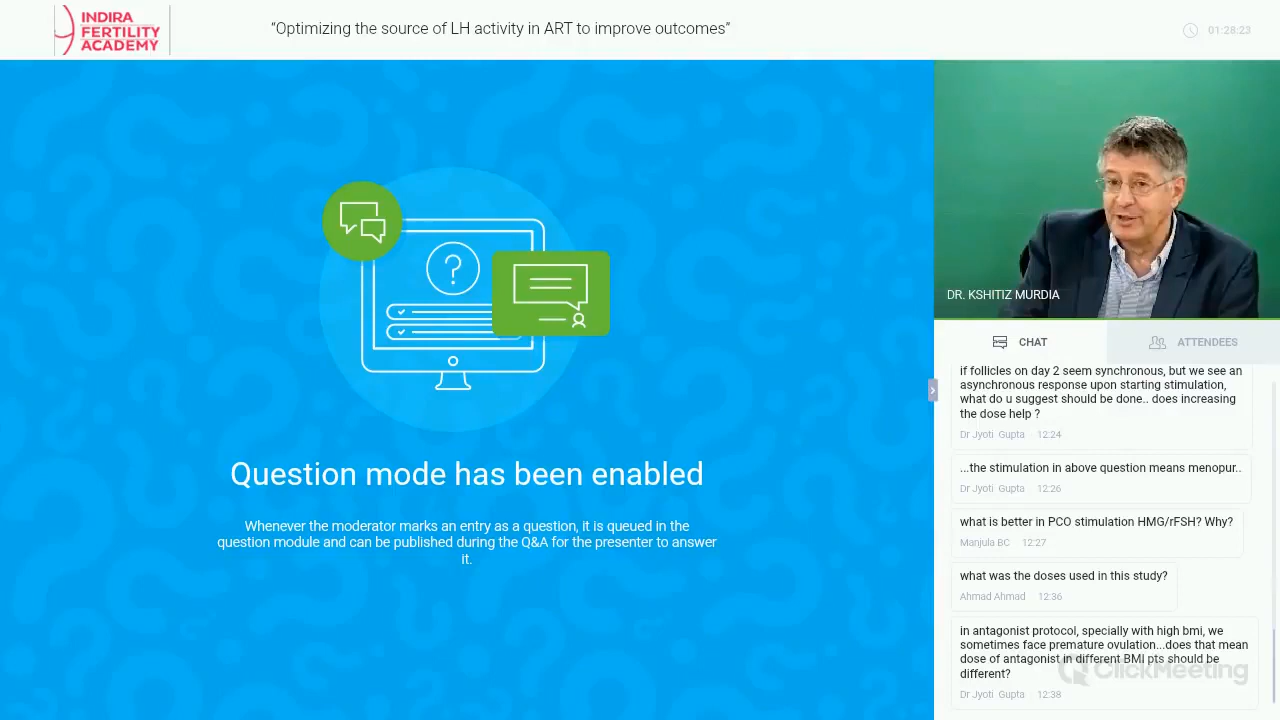 INDIRA
FERTILITY
ACADEMY
“Optimizing the source of LH activity in ART to improve outcomes”
01:28:23
?
Question mode has been enabled
Whenever the moderator marks an entry as a question, it is queued in the
question module and can be published during the Q&A for the presenter to answer
it.
DR. KSHITIZ MURDIA
CHAT
ATTENDEES
if follicles on day 2 seem synchronous, but we see an
asynchronous response upon starting stimulation,
what do u suggest should be done.. does increasing
the dose help ?
Dr Jyoti Gupta 12:24
...the stimulation in above question means menopur..
Dr Jyoti Gupta 12:26
what is better in PCO stimulation HMG/rFSH? Why?
Manjula BC 12:27
what was the doses used in this study?
Ahmad Ahmad 12:36
in antagonist protocol, specially with high bmi, we
sometimes face premature ovulation...does that mean
dose of antagonist in different BMI pts should be
different?
ClickMeeting
Dr Jyoti Gupta 12:38